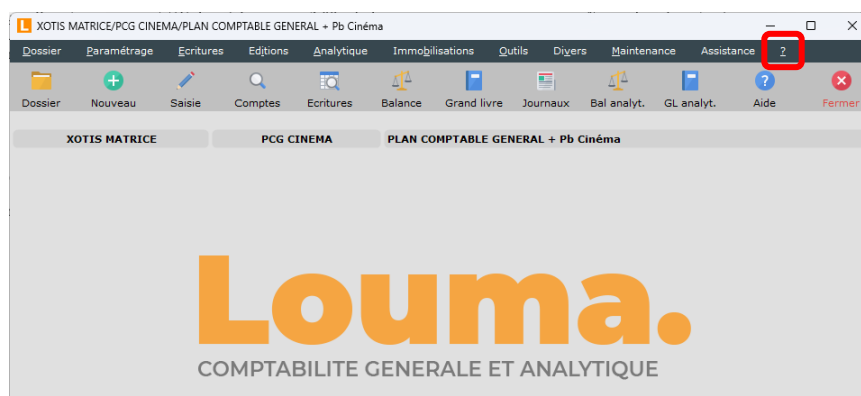 XOTIS MATRICE/PCG CINEMA/PLAN COMPTABLE GENERAL + Pb Cinéma
Dossier Paramétrage Ecritures Editions Analytique Immobilisations Outils Divers Maintenance Assistance ?
Dossier Nouveau Saisie Comptes Ecritures Balance Grand livre Journaux Bal analyt. GL analyt. Aide Fermer
XOTIS MATRICE PCG CINEMA PLAN COMPTABLE GENERAL + Pb Cinéma
Louma.
COMPTABILITE GENERALE ET ANALYTIQUE